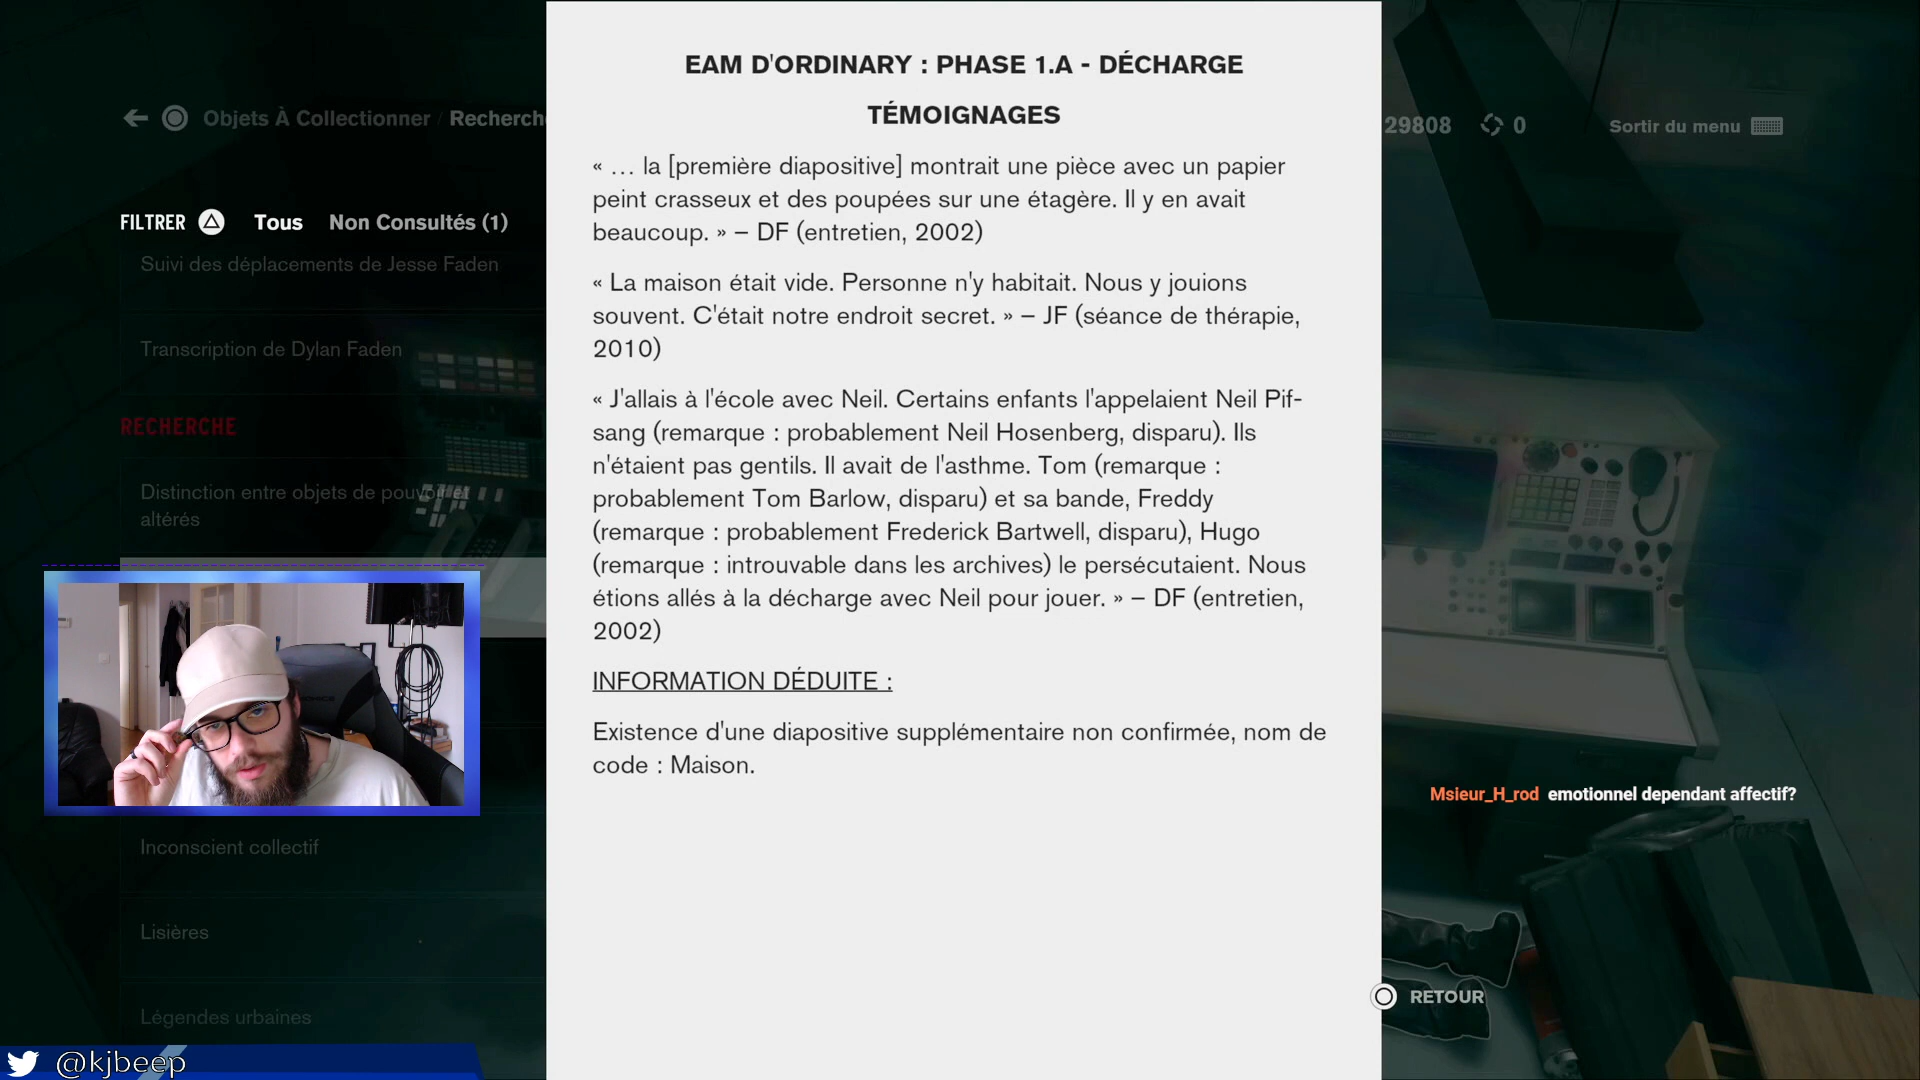 EAM D'ORDINARY : PHASE 1.A - DÉCHARGE
TÉMOIGNAGES
« … la [première diapositive] montrait une pièce avec un papier
peint crasseux et des poupées sur une étagère. Il y en avait
beaucoup. » – DF (entretien, 2002)
« La maison était vide. Personne n'y habitait. Nous y jouions
souvent. C'était notre endroit secret. » – JF (séance de thérapie,
2010)
« J'allais à l'école avec Neil. Certains enfants l'appelaient Neil Pif-
sang (remarque : probablement Neil Hosenberg, disparu). Ils
n'étaient pas gentils. Il avait de l'asthme. Tom (remarque :
probablement Tom Barlow, disparu) et sa bande, Freddy
(remarque : probablement Frederick Bartwell, disparu), Hugo
(remarque : introuvable dans les archives) le persécutaient. Nous
étions allés à la décharge avec Neil pour jouer. » – DF (entretien,
2002)
INFORMATION DÉDUITE :
Existence d'une diapositive supplémentaire non confirmée, nom de
code : Maison.
Objets À Collectionner / Recherche
29808 0 Sortir du menu
FILTRER Tous Non Consultés (1)
Suivi des déplacements de Jesse Faden
Transcription de Dylan Faden
RECHERCHE
Distinction entre objets de pouvoir et
altérés
Inconscient collectif
Lisières
Légendes urbaines
Msieur_H_rod emotionnel dependant affectif?
RETOUR
@kjbeep